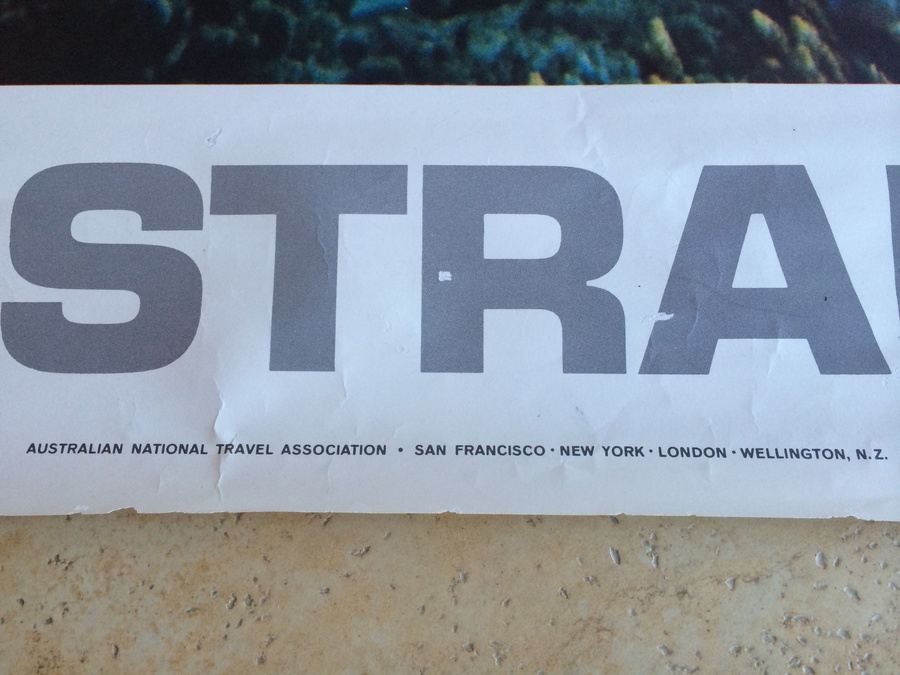 STRA
AUSTRALIAN NATIONAL TRAVEL ASSOCIATION • SAN FRANCISCO · NEW YORK · LONDON · WELLINGTON, N.Z.